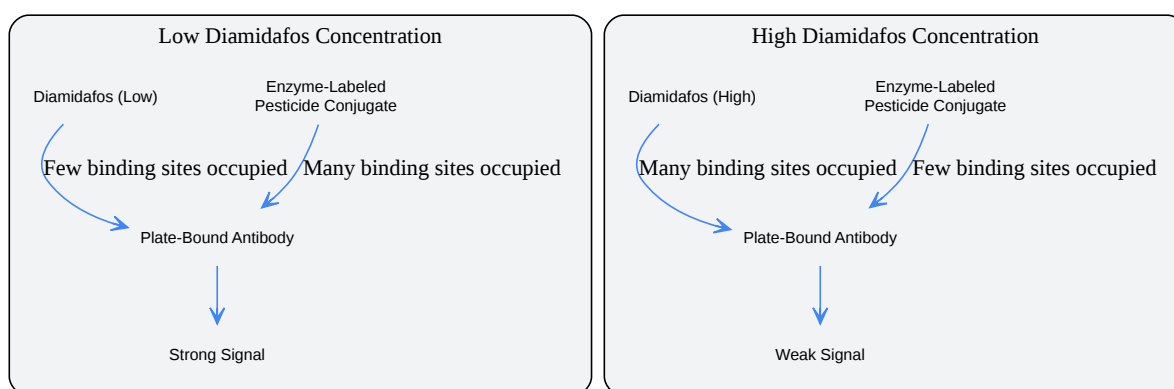 Low Diamidafos Concentration
Diamidafos (Low)
Enzyme-Labeled
Pesticide Conjugate
Few binding sites occupied
Many binding sites occupied
Plate-Bound Antibody
Strong Signal
High Diamidafos Concentration
Diamidafos (High)
Enzyme-Labeled
Pesticide Conjugate
Many binding sites occupied
Few binding sites occupied
Plate-Bound Antibody
Weak Signal